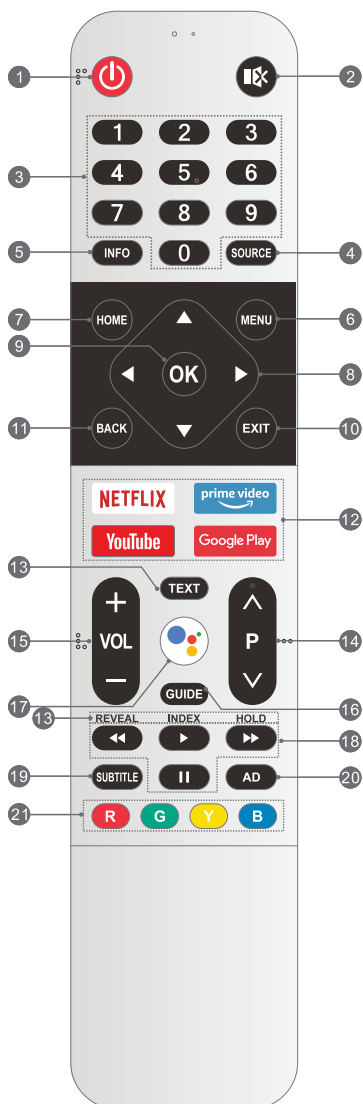 1 2
1 2 3
3 4 5 6
7 8 9
5 INFO 0 SOURCE 4
7 HOME MENU 6
9 OK 8
11 BACK EXIT 10
NETFLIX prime video
12
YouTube Google Play
13 TEXT
15 VOL P 14
17 GUIDE 16
13 REVEAL INDEX HOLD
18
19 SUBTITLE AD 20
21 R G Y B